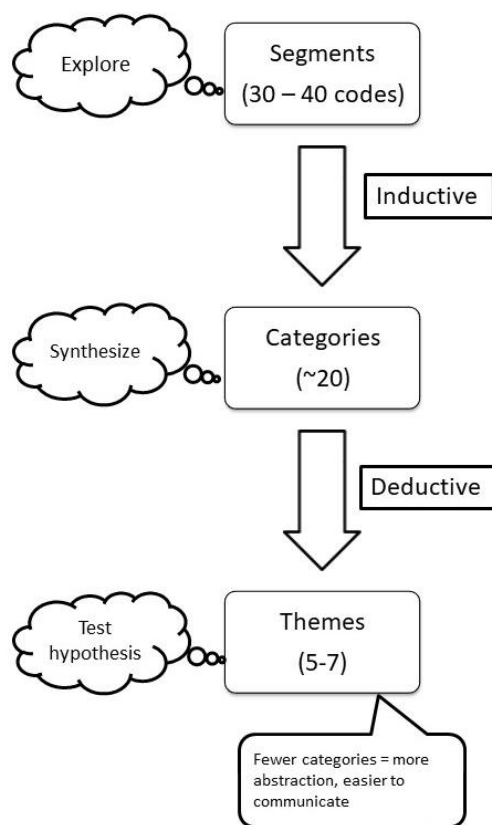 Explore
Segments
(30 – 40 codes)
Inductive
Synthesize
Categories
(~20)
Deductive
Test
hypothesis
Themes
(5-7)
Fewer categories = more
abstraction, easier to
communicate